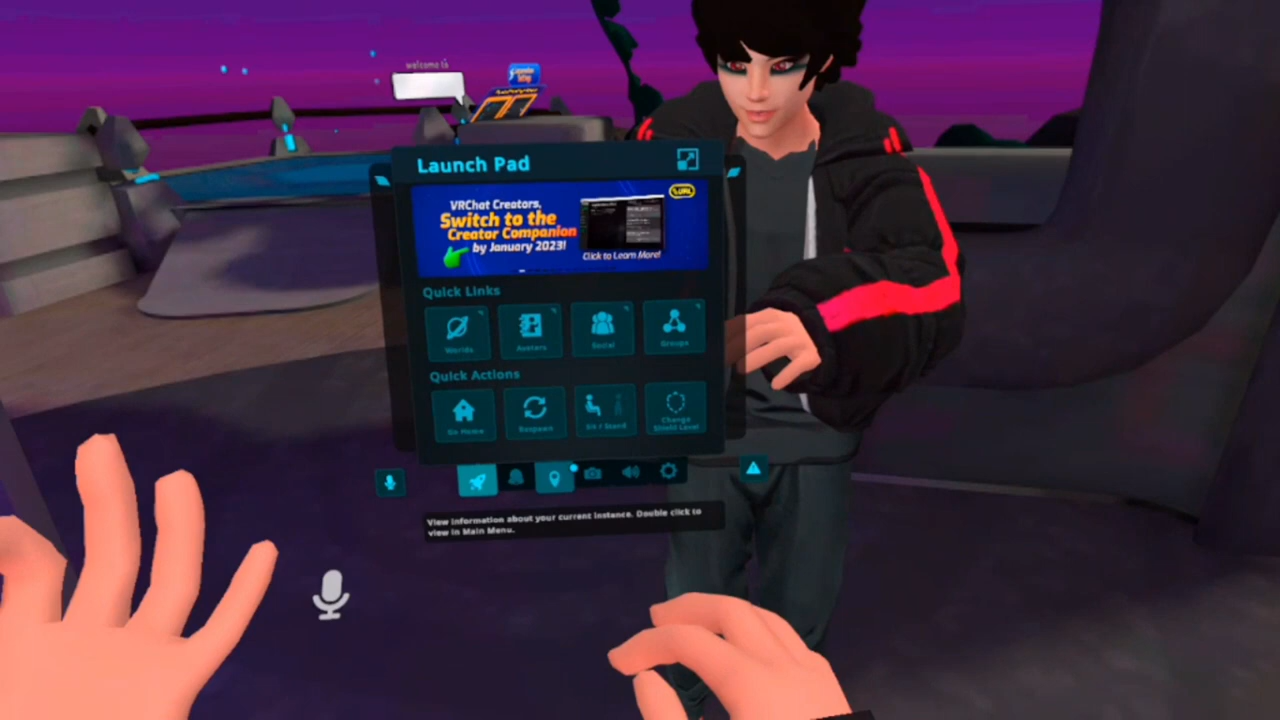 welcome to
Launch Pad
VRChat Creators,
Switch to the
Creator Companion
by January 2023!
Click to Learn More!
Quick Links
Worlds
Avatars
Social
Groups
Quick Actions
Go Home
Respawn
Sit / Stand
Change
Shield Level
View information about your current instance. Double click to
view in Main Menu.